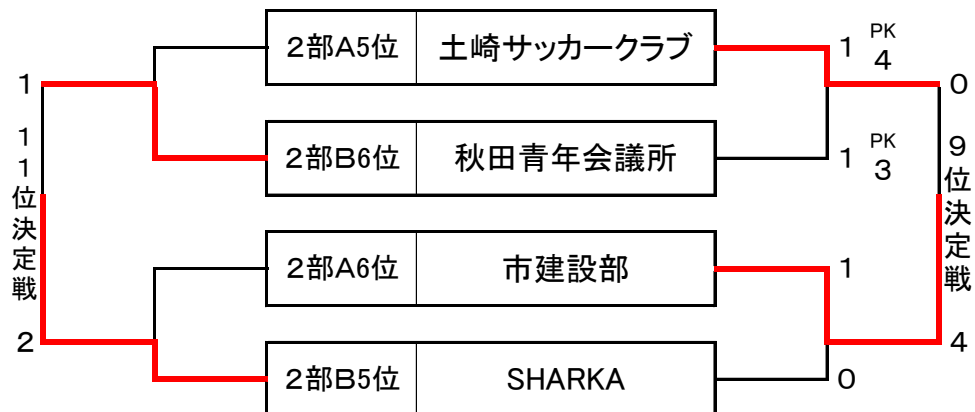 2部A5位 土崎サッカークラブ 1 PK 4
1 0
2部B6位 秋田青年会議所 1 PK 3
11位決定戦
9位決定戦
2部A6位 市建設部 1
2 4
2部B5位 SHARKA 0